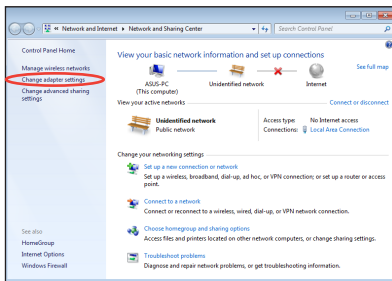 « Network and Internet ▸ Network and Sharing Center
Search Control Panel
Control Panel Home
Manage wireless networks
Change adapter settings
Change advanced sharing
settings
See also
HomeGroup
Internet Options
Windows Firewall
View your basic network information and set up connections
See full map
ASUS-PC
(This computer)
Unidentified network
Internet
View your active networks
Connect or disconnect
Unidentified network
Public network
Access type: No Internet access
Connections: Local Area Connection
Change your networking settings
Set up a new connection or network
Set up a wireless, broadband, dial-up, ad hoc, or VPN connection; or set up a router or access
point.
Connect to a network
Connect or reconnect to a wireless, wired, dial-up, or VPN network connection.
Choose homegroup and sharing options
Access files and printers located on other network computers, or change sharing settings.
Troubleshoot problems
Diagnose and repair network problems, or get troubleshooting information.